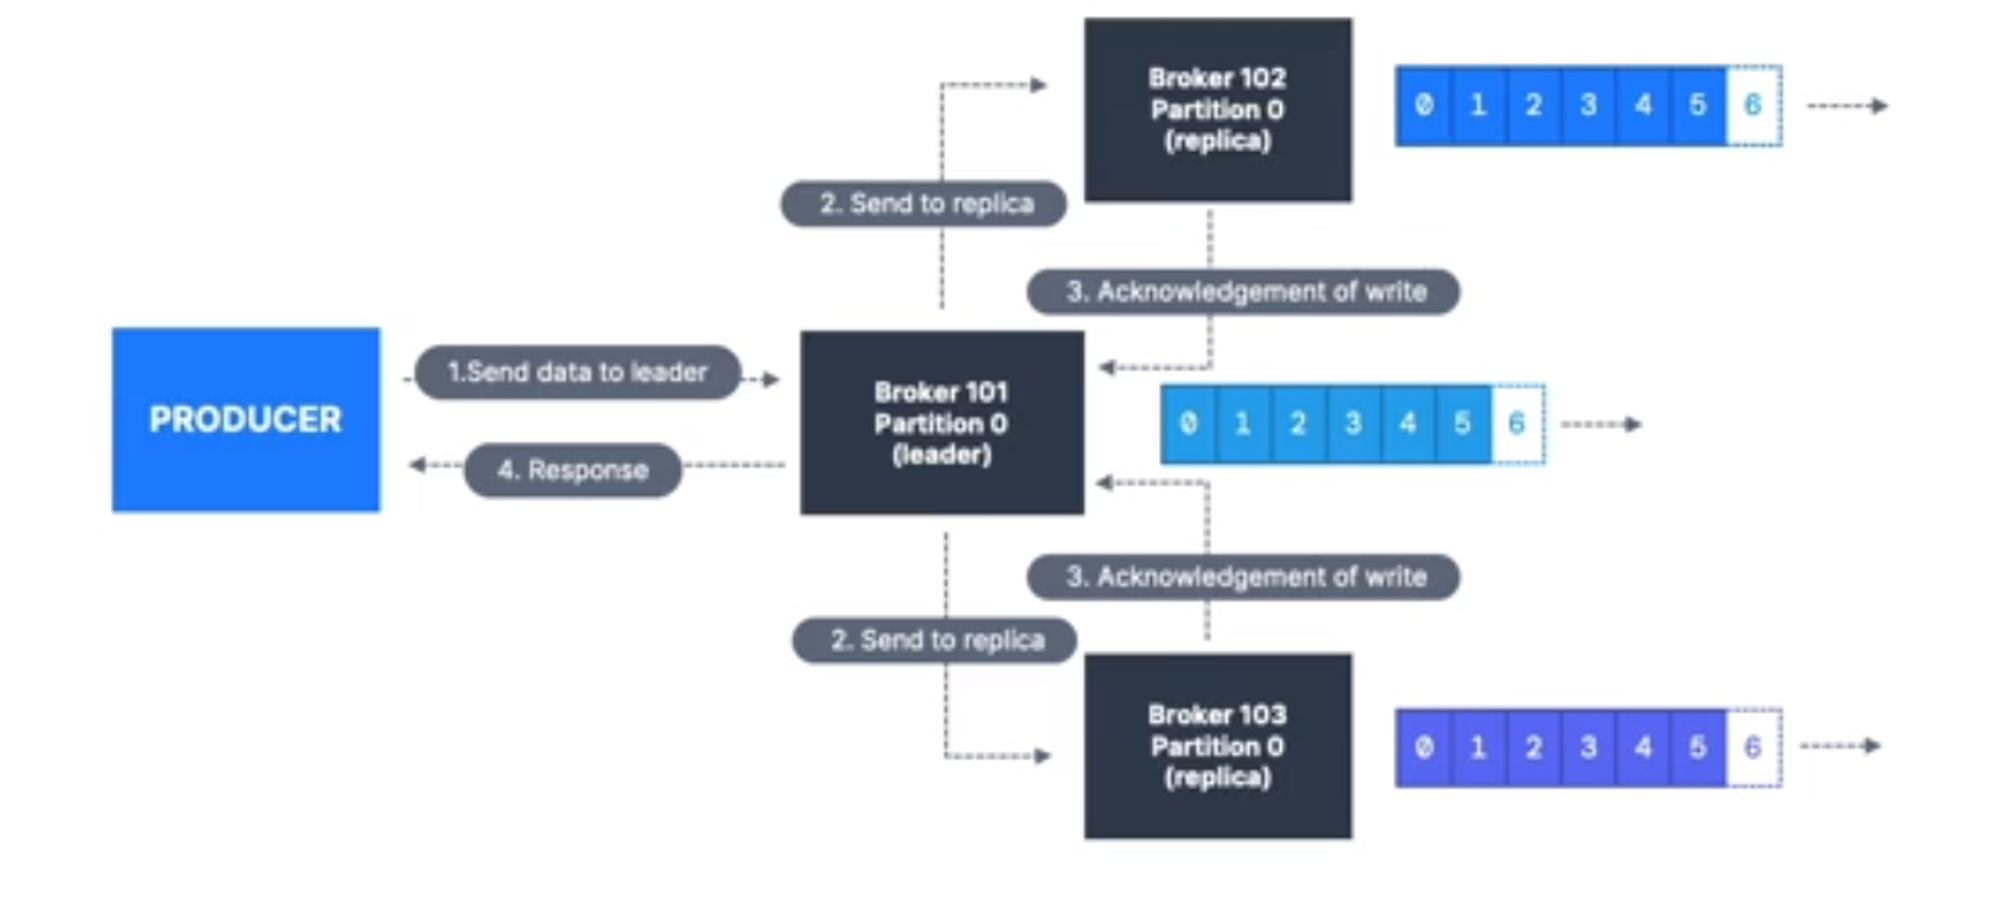 Broker 102
Partition 0
(replica)
0 1 2 3 4 5 6
2. Send to replica
3. Acknowledgement of write
PRODUCER
1.Send data to leader
4. Response
Broker 101
Partition 0
(leader)
0 1 2 3 4 5 6
3. Acknowledgement of write
2. Send to replica
Broker 103
Partition 0
(replica)
0 1 2 3 4 5 6